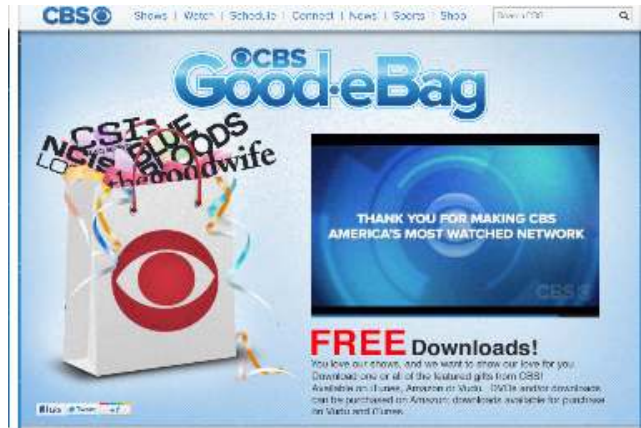 CBS Shows | Watch | Schedule | Connect | News | Sports | Shop
CBS
Good·eBag
CSI:
NCIS
BLUE
BLOODS
thegoodwife
THANK YOU FOR MAKING CBS
AMERICA'S MOST WATCHED NETWORK
CBS
FREE Downloads!
You love our shows, and we want to show our love for you.
Download one or all of the featured gifts from CBS!
Available on iTunes, Amazon or Vudu. DVDs and/or downloads
can be purchased on Amazon; downloads available for purchase
on Vudu and iTunes.
Tweet